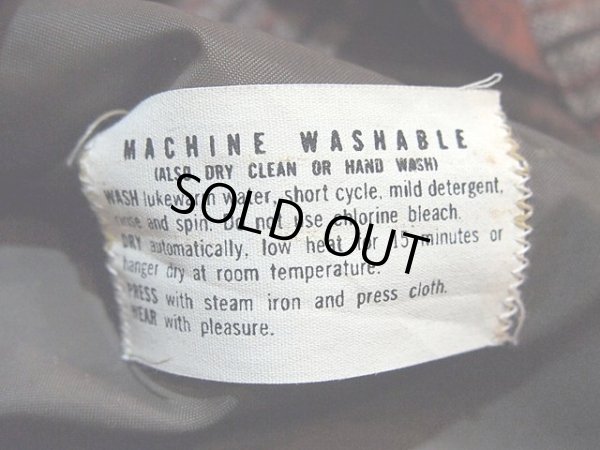 MACHINE WASHABLE
(ALSO DRY CLEAN OR HAND WASH)
WASH lukewarm water, short cycle, mild detergent,
rinse and spin. Do not use chlorine bleach.
DRY automatically, low heat for 15 minutes or
hanger dry at room temperature.
PRESS with steam iron and press cloth.
WEAR with pleasure.
SOLD OUT